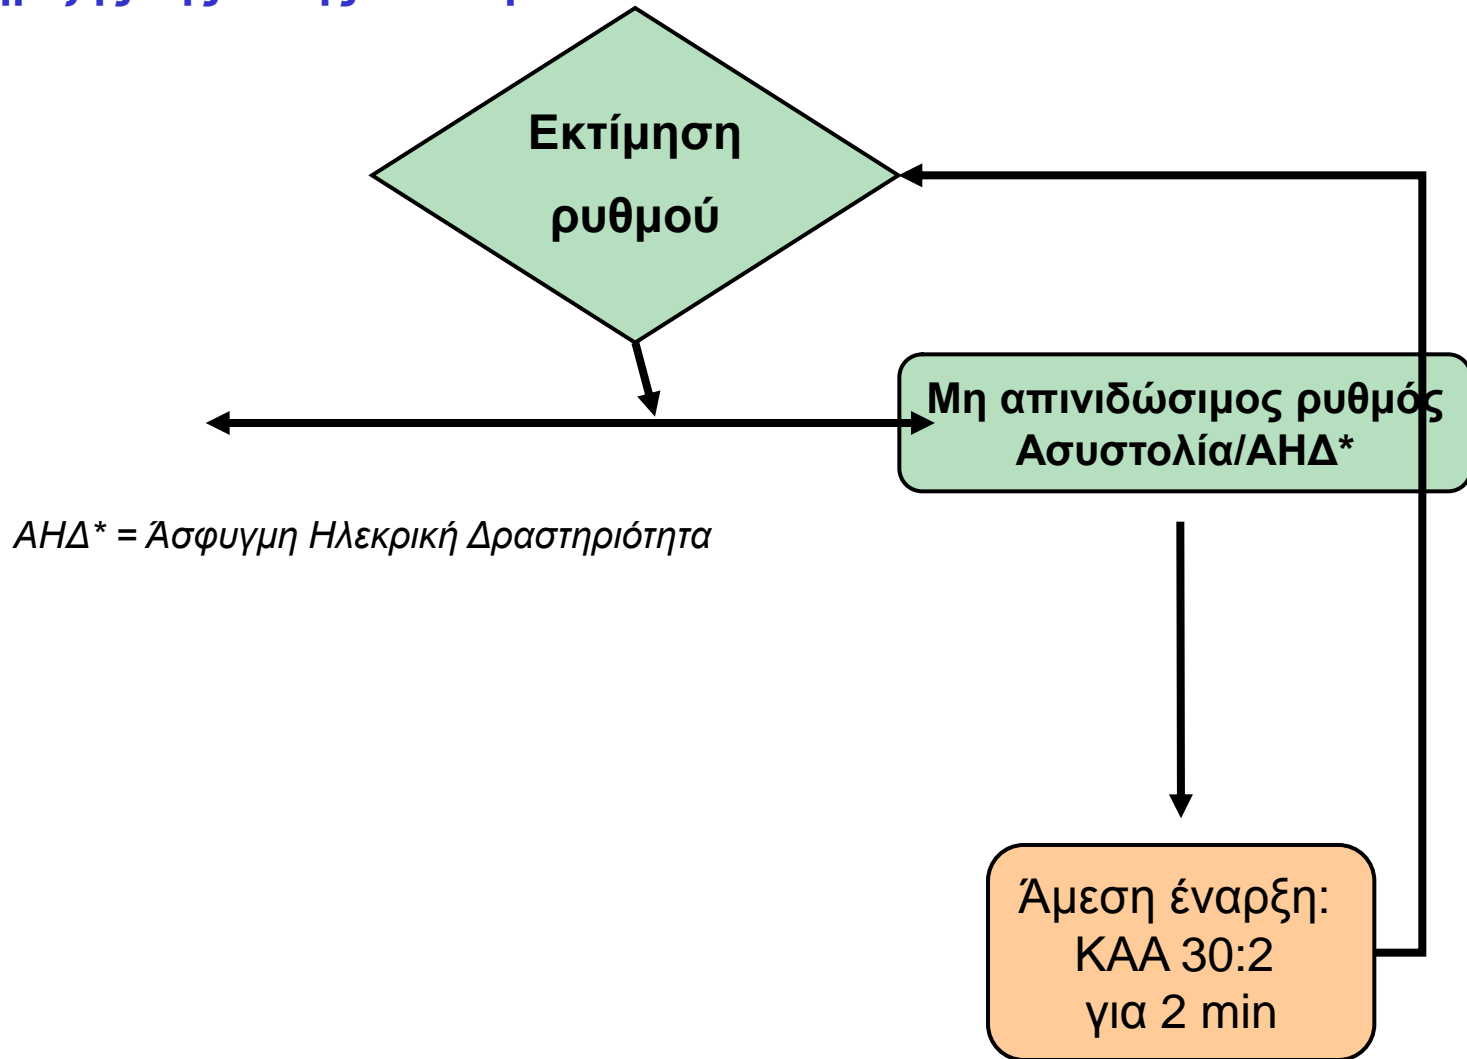 Εκτίμηση
ρυθμού
Μη απινιδώσιμος ρυθμός
Ασυστολία/ΑΗΔ*
ΑΗΔ* = Άσφυγμη Ηλεκρική Δραστηριότητα
Άμεση έναρξη:
ΚΑΑ 30:2
για 2 min